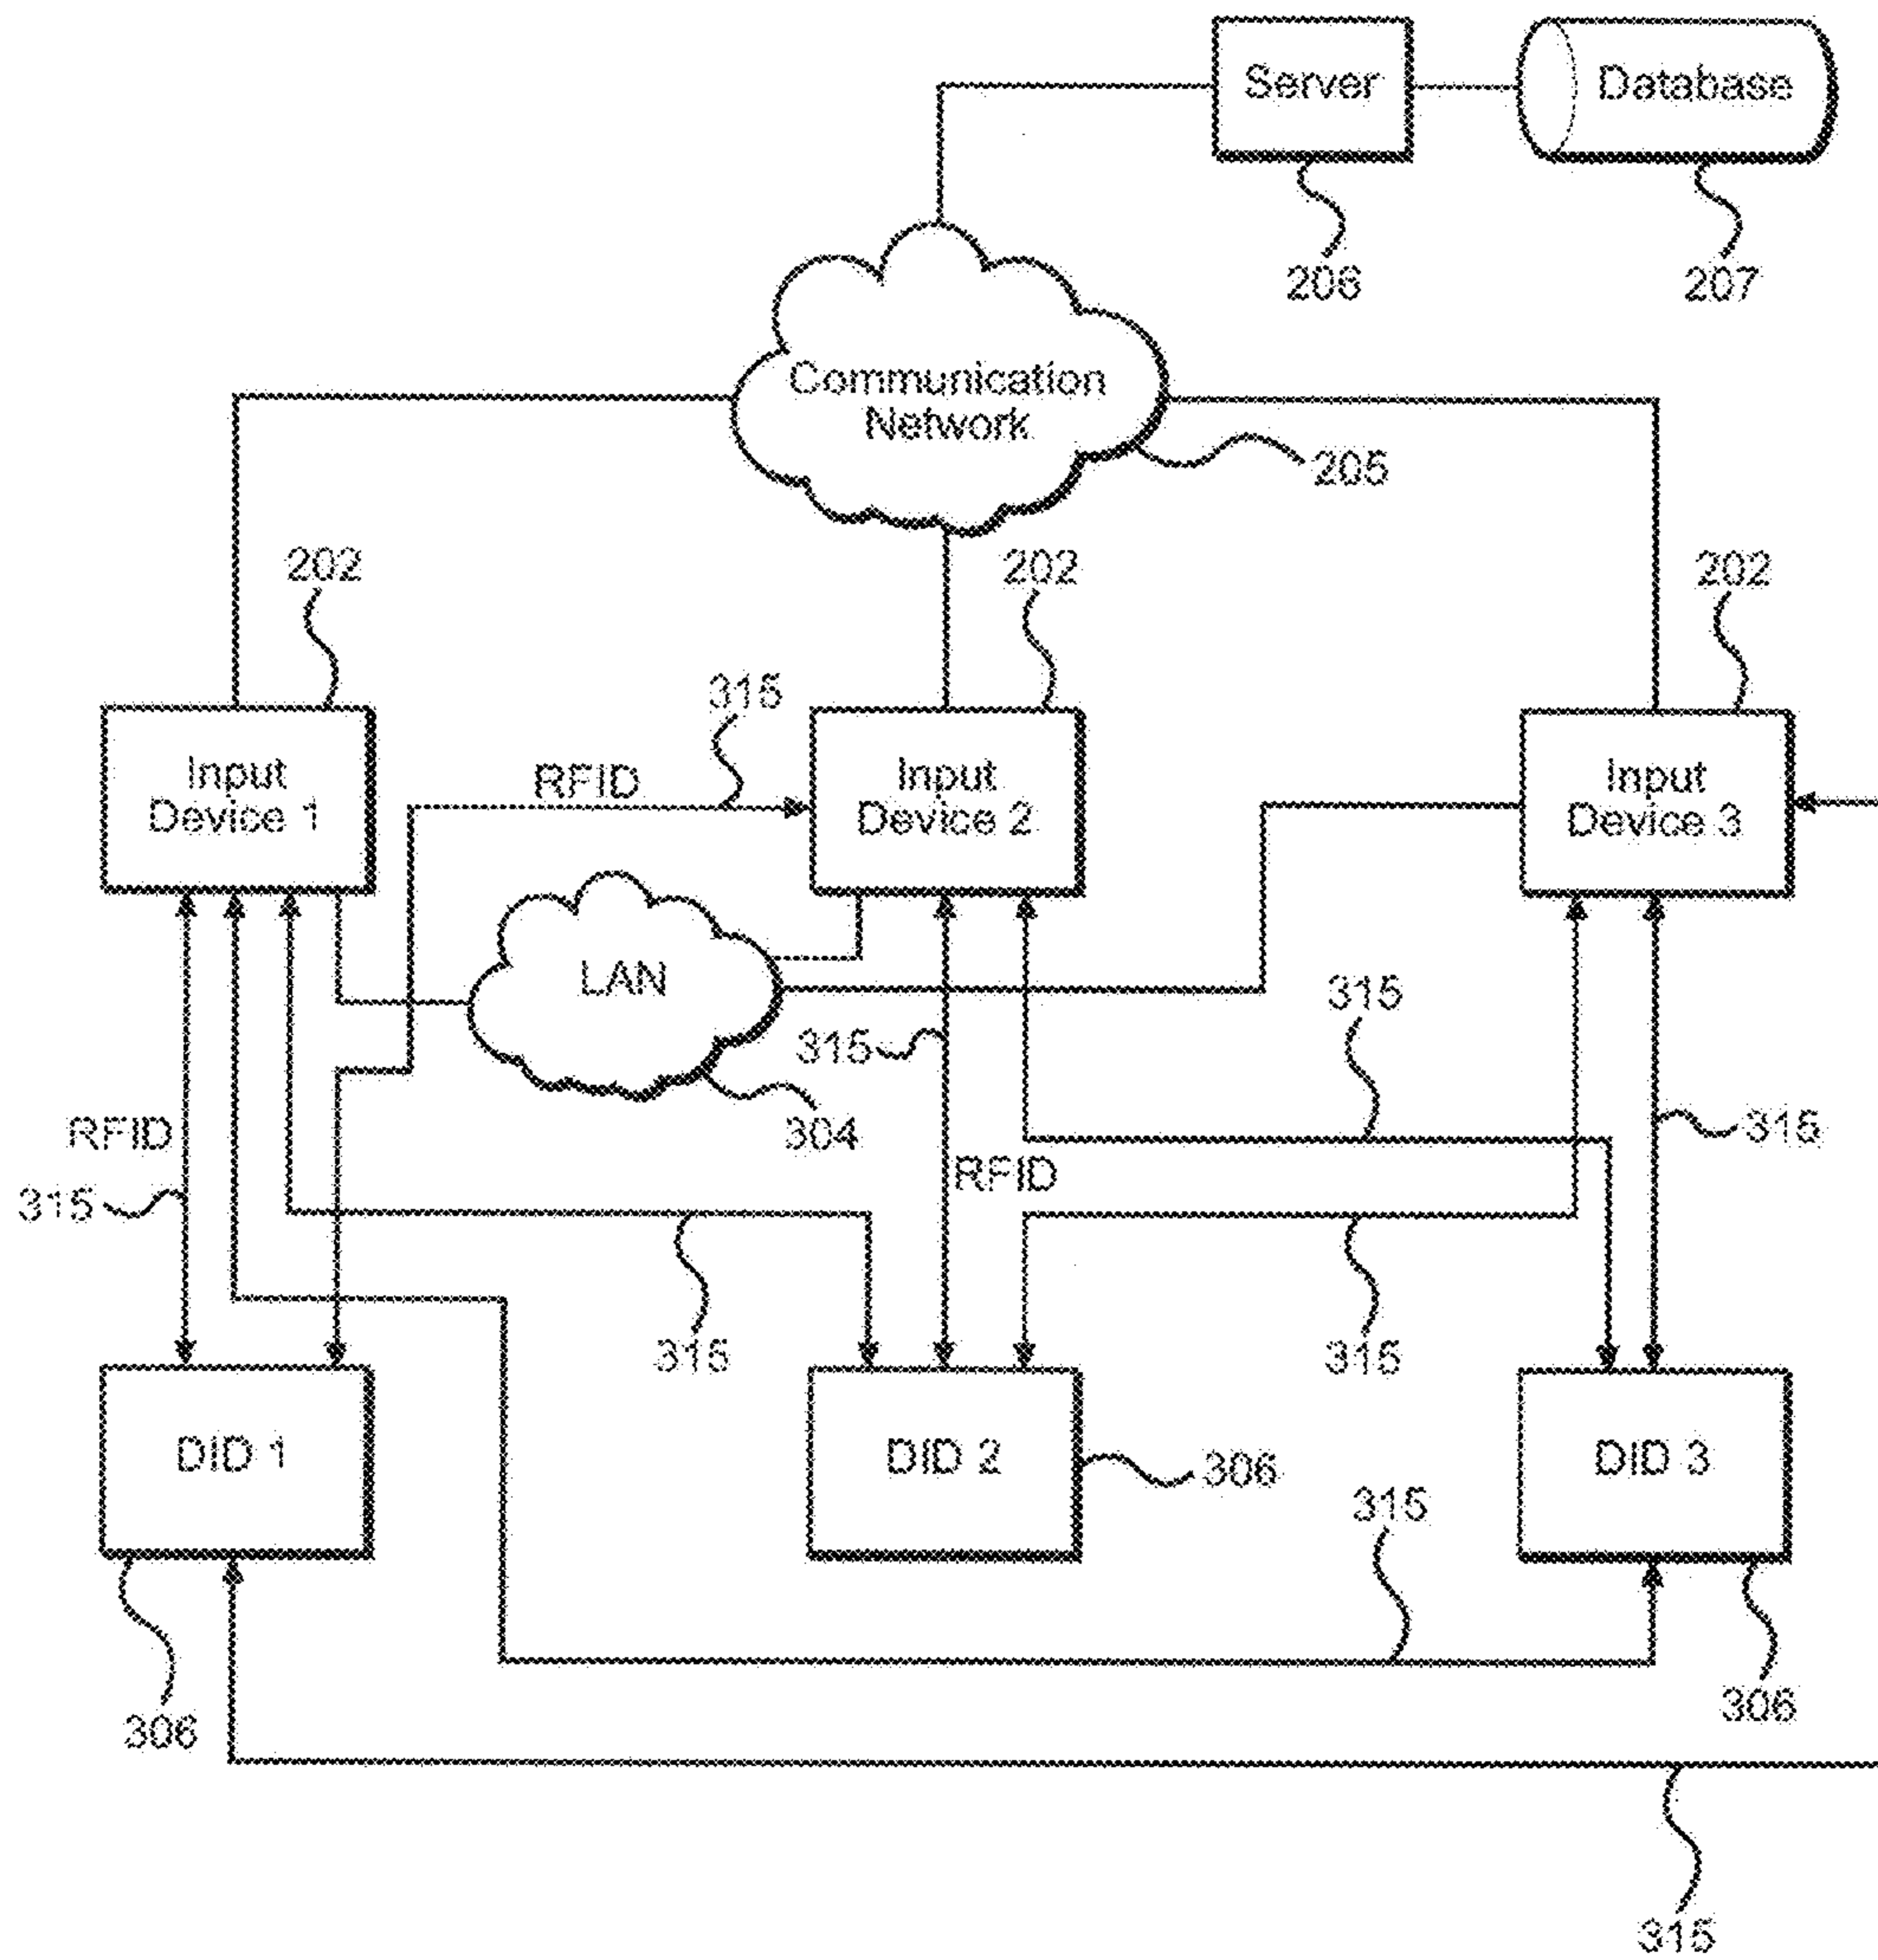 Server
Database
206
207
Communication
Network
205
202
202
202
315
Input
Device 1
RFID
Input
Device 2
Input
Device 3
LAN
315
315
304
315
RFID
RFID
315
315
315
DID 1
DID 2
306
DID 3
315
306
306
315